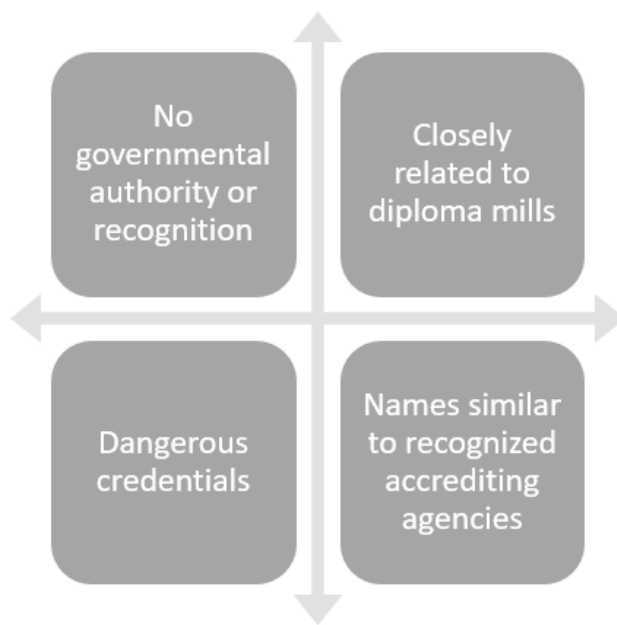 No
governmental
authority or
recognition
Closely
related to
diploma mills
Dangerous
credentials
Names similar
to recognized
accrediting
agencies